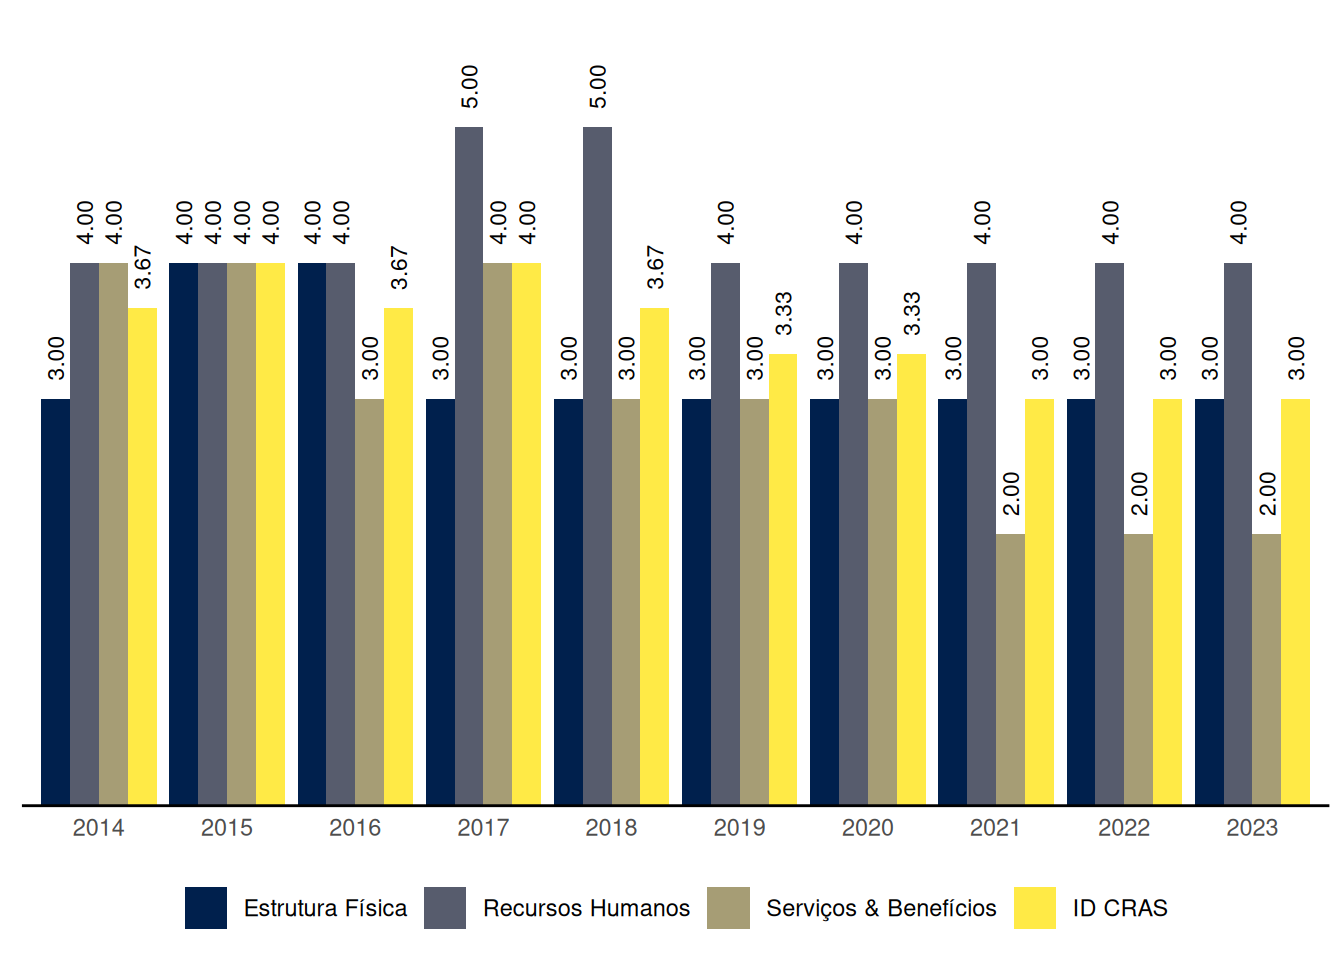 5.00 5.00
4.00 4.00 4.00 4.00 4.00 4.00 4.00 4.00 4.00 4.00 4.00 4.00 4.00 4.00 4.00 4.00
3.67 3.67 3.67
3.33 3.33
3.00 3.00 3.00 3.00 3.00 3.00 3.00 3.00 3.00 3.00 3.00 3.00 3.00 3.00 3.00
2.00 2.00 2.00
2014 2015 2016 2017 2018 2019 2020 2021 2022 2023
Estrutura Física Recursos Humanos Serviços & Benefícios ID CRAS